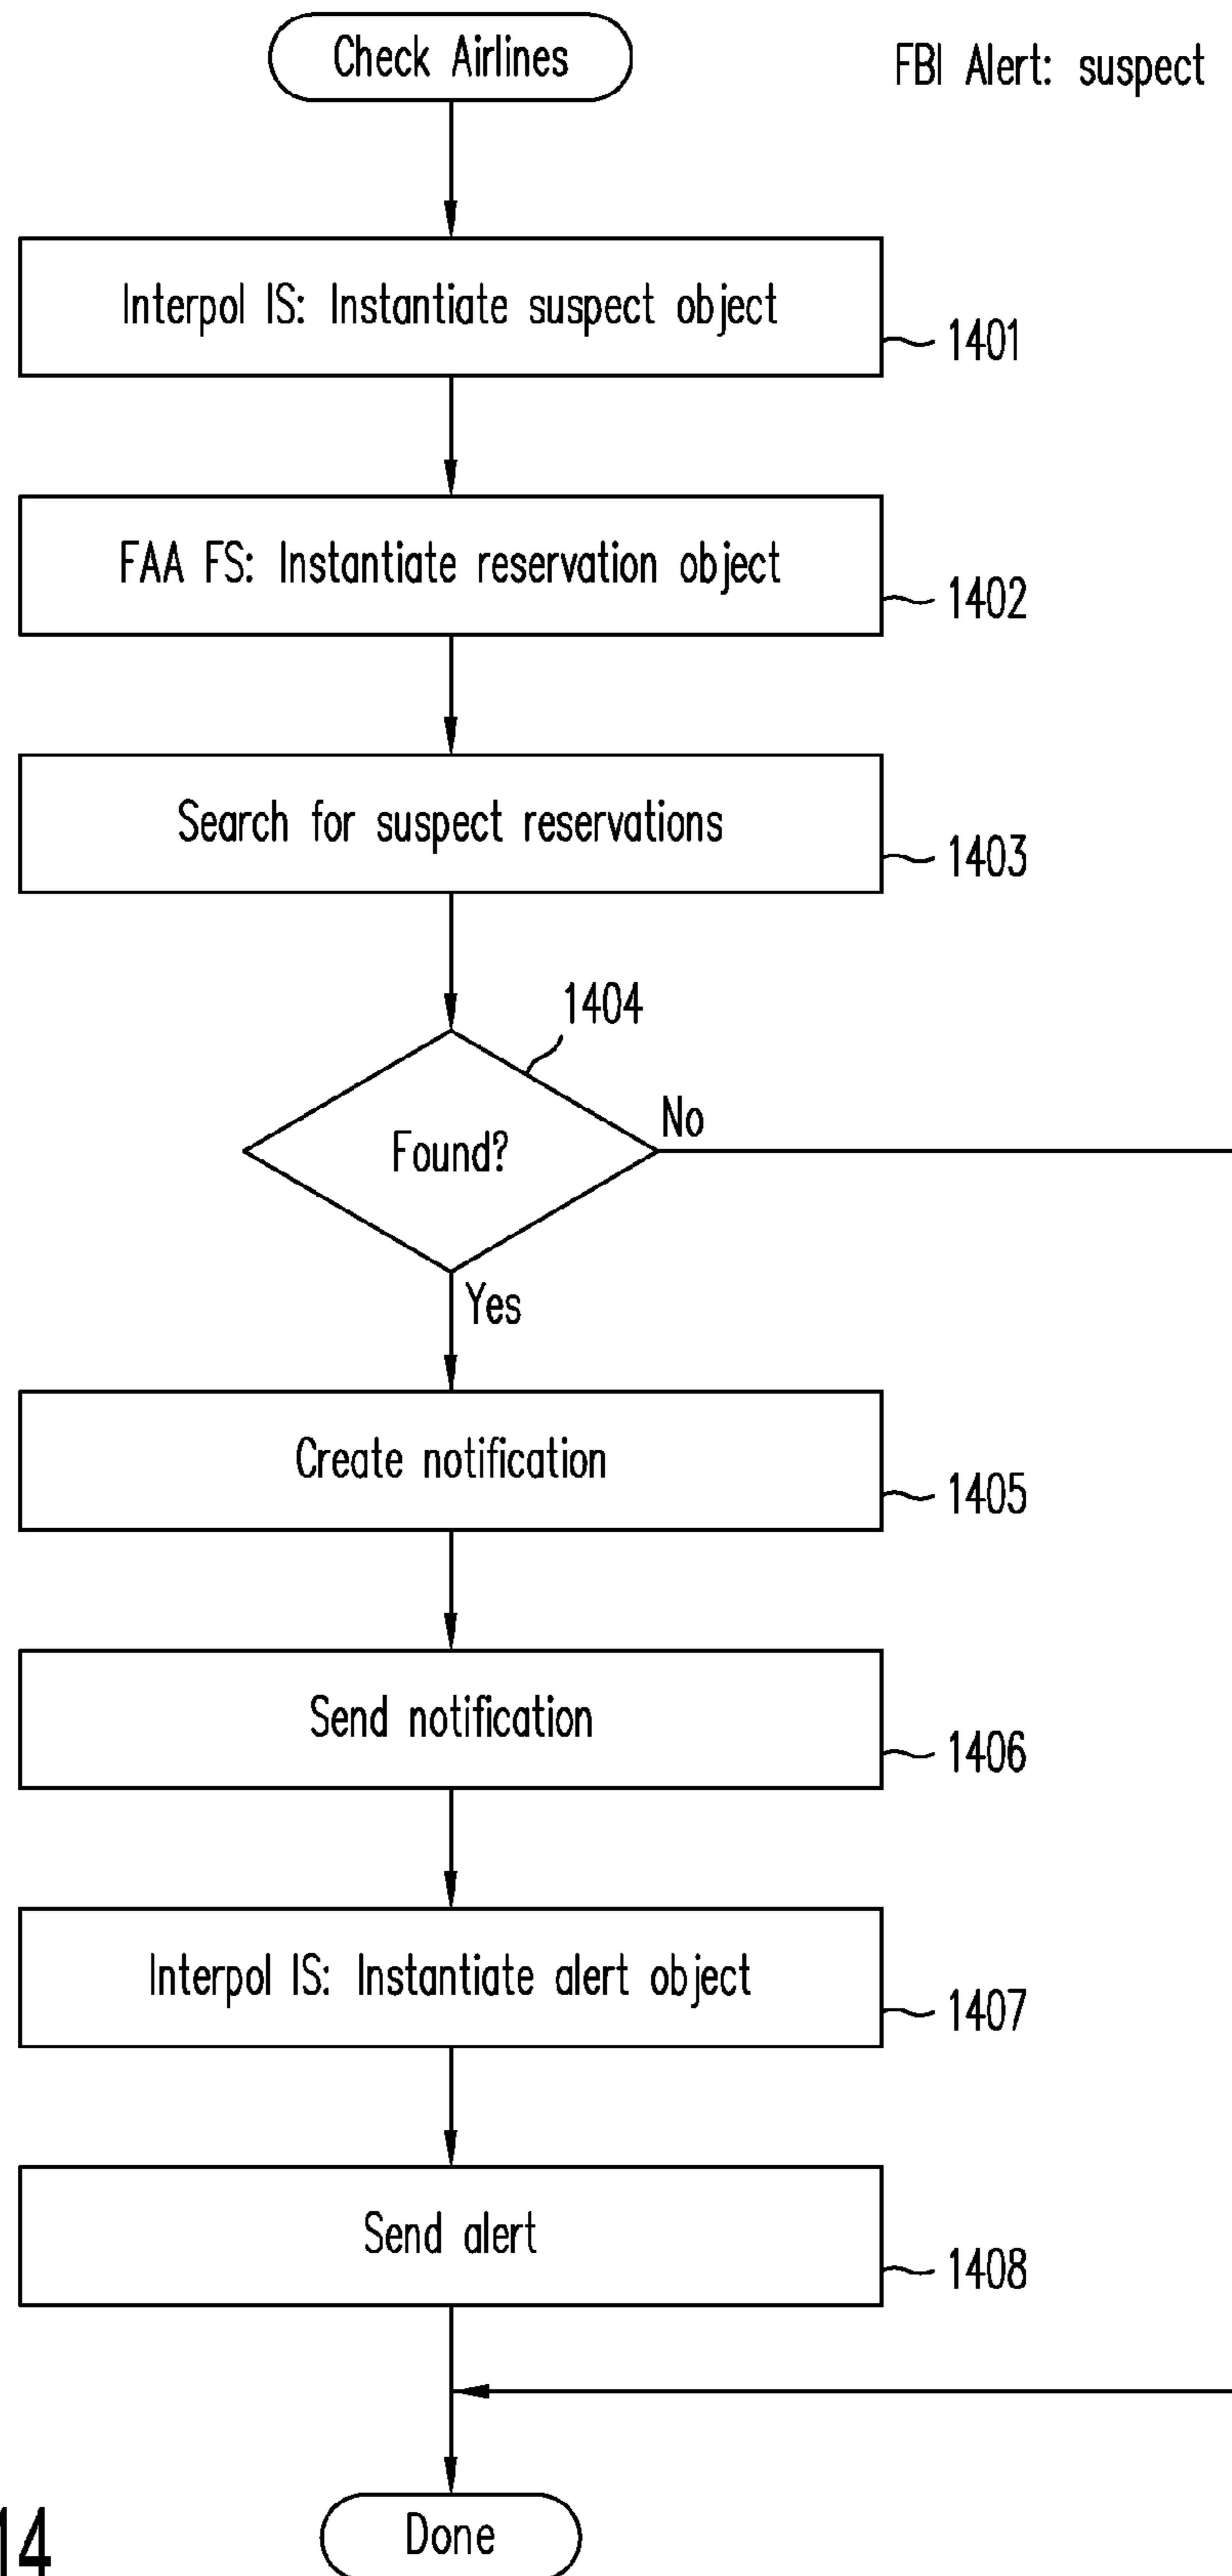 Check Airlines
FBI Alert: suspect
Interpol IS: Instantiate suspect object
1401
FAA FS: Instantiate reservation object
1402
Search for suspect reservations
1403
1404
Found?
No
Yes
Create notification
1405
Send notification
1406
Interpol IS: Instantiate alert object
1407
Send alert
1408
Done
14